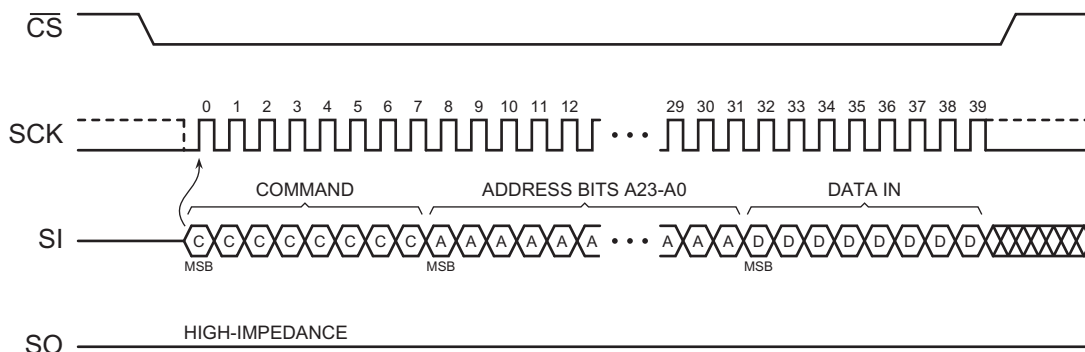 CS
0 1 2 3 4 5 6 7 8 9 10 11 12 29 30 31 32 33 34 35 36 37 38 39
SCK
COMMAND ADDRESS BITS A23-A0 DATA IN
SI C C C C C C C C A A A A A A A A A D D D D D D D D
MSB MSB MSB
HIGH-IMPEDANCE
SO